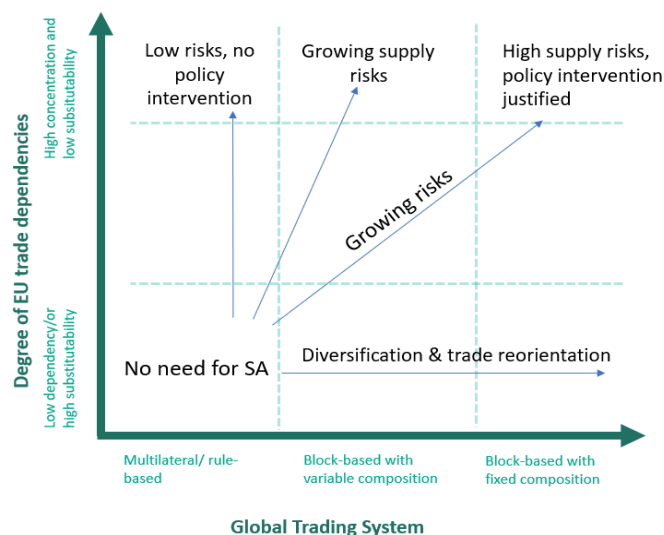 Low risks, no
policy
intervention
Growing supply
risks
High supply risks,
policy intervention
justified
High concentration and
low subsitutability
Degree of EU trade dependencies
Growing risks
Low dependency/or
high substitutability
No need for SA
Diversification & trade reorientation
Multilateral/ rule-
based
Block-based with
variable composition
Block-based with
fixed composition
Global Trading System